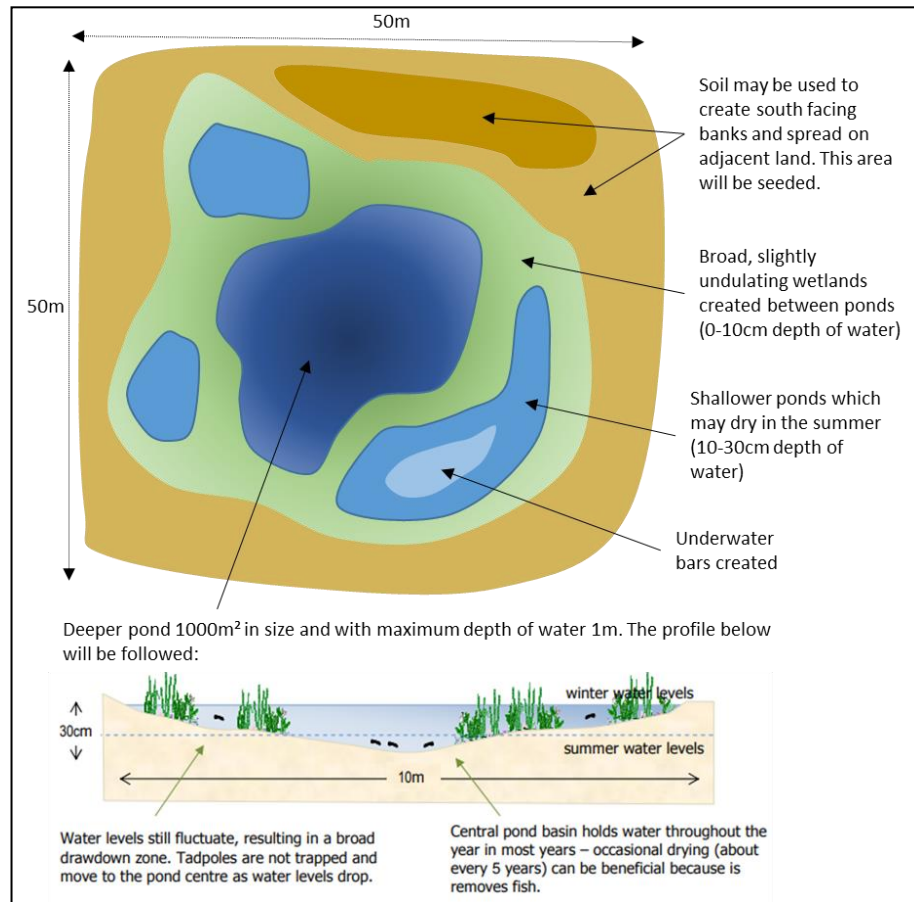 50m
50m
Soil may be used to
create south facing
banks and spread on
adjacent land. This area
will be seeded.
Broad, slightly
undulating wetlands
created between ponds
(0-10cm depth of water)
Shallower ponds which
may dry in the summer
(10-30cm depth of
water)
Underwater
bars created
Deeper pond 1000m² in size and with maximum depth of water 1m. The profile below
will be followed:
winter water levels
30cm
summer water levels
10m
Water levels still fluctuate, resulting in a broad
drawdown zone. Tadpoles are not trapped and
move to the pond centre as water levels drop.
Central pond basin holds water throughout the
year in most years – occasional drying (about
every 5 years) can be beneficial because is
removes fish.